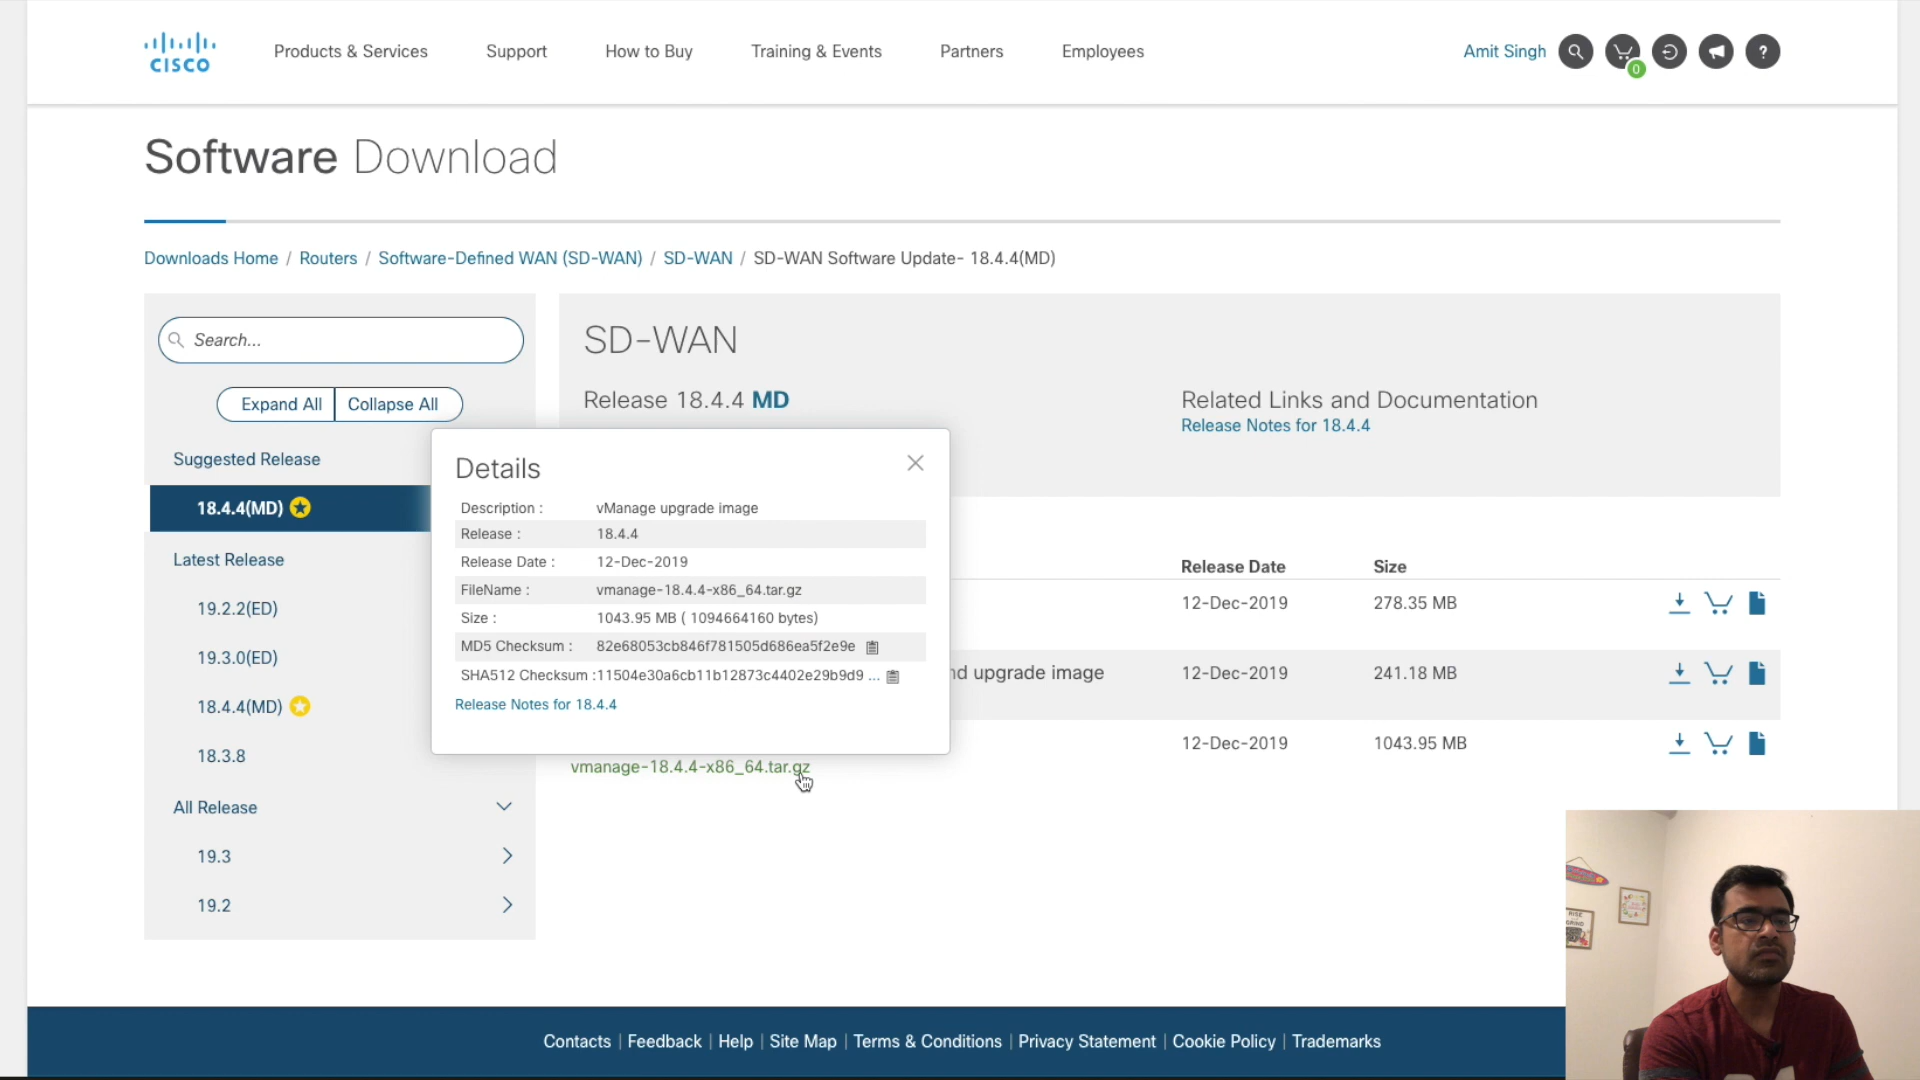 CISCO
Products & Services
Support
How to Buy
Training & Events
Partners
Employees
Amit Singh
0
?
Software Download
Downloads Home / Routers / Software-Defined WAN (SD-WAN) / SD-WAN / SD-WAN Software Update- 18.4.4(MD)
Search...
Expand All
Collapse All
Suggested Release
18.4.4(MD)
Latest Release
19.2.2(ED)
19.3.0(ED)
18.4.4(MD)
18.3.8
All Release
19.3
19.2
SD-WAN
Release 18.4.4 MD
Related Links and Documentation
Release Notes for 18.4.4
Details
Description : vManage upgrade image
Release : 18.4.4
Release Date : 12-Dec-2019
FileName : vmanage-18.4.4-x86_64.tar.gz
Size : 1043.95 MB ( 1094664160 bytes)
MD5 Checksum : 82e68053cb846f781505d686ea5f2e9e
SHA512 Checksum :11504e30a6cb11b12873c4402e29b9d9 ...
Release Notes for 18.4.4
Release Date
Size
12-Dec-2019
278.35 MB
nd upgrade image
12-Dec-2019
241.18 MB
12-Dec-2019
1043.95 MB
vmanage-18.4.4-x86_64.tar.gz
RISE
GRIND
Contacts | Feedback | Help | Site Map | Terms & Conditions | Privacy Statement | Cookie Policy | Trademarks